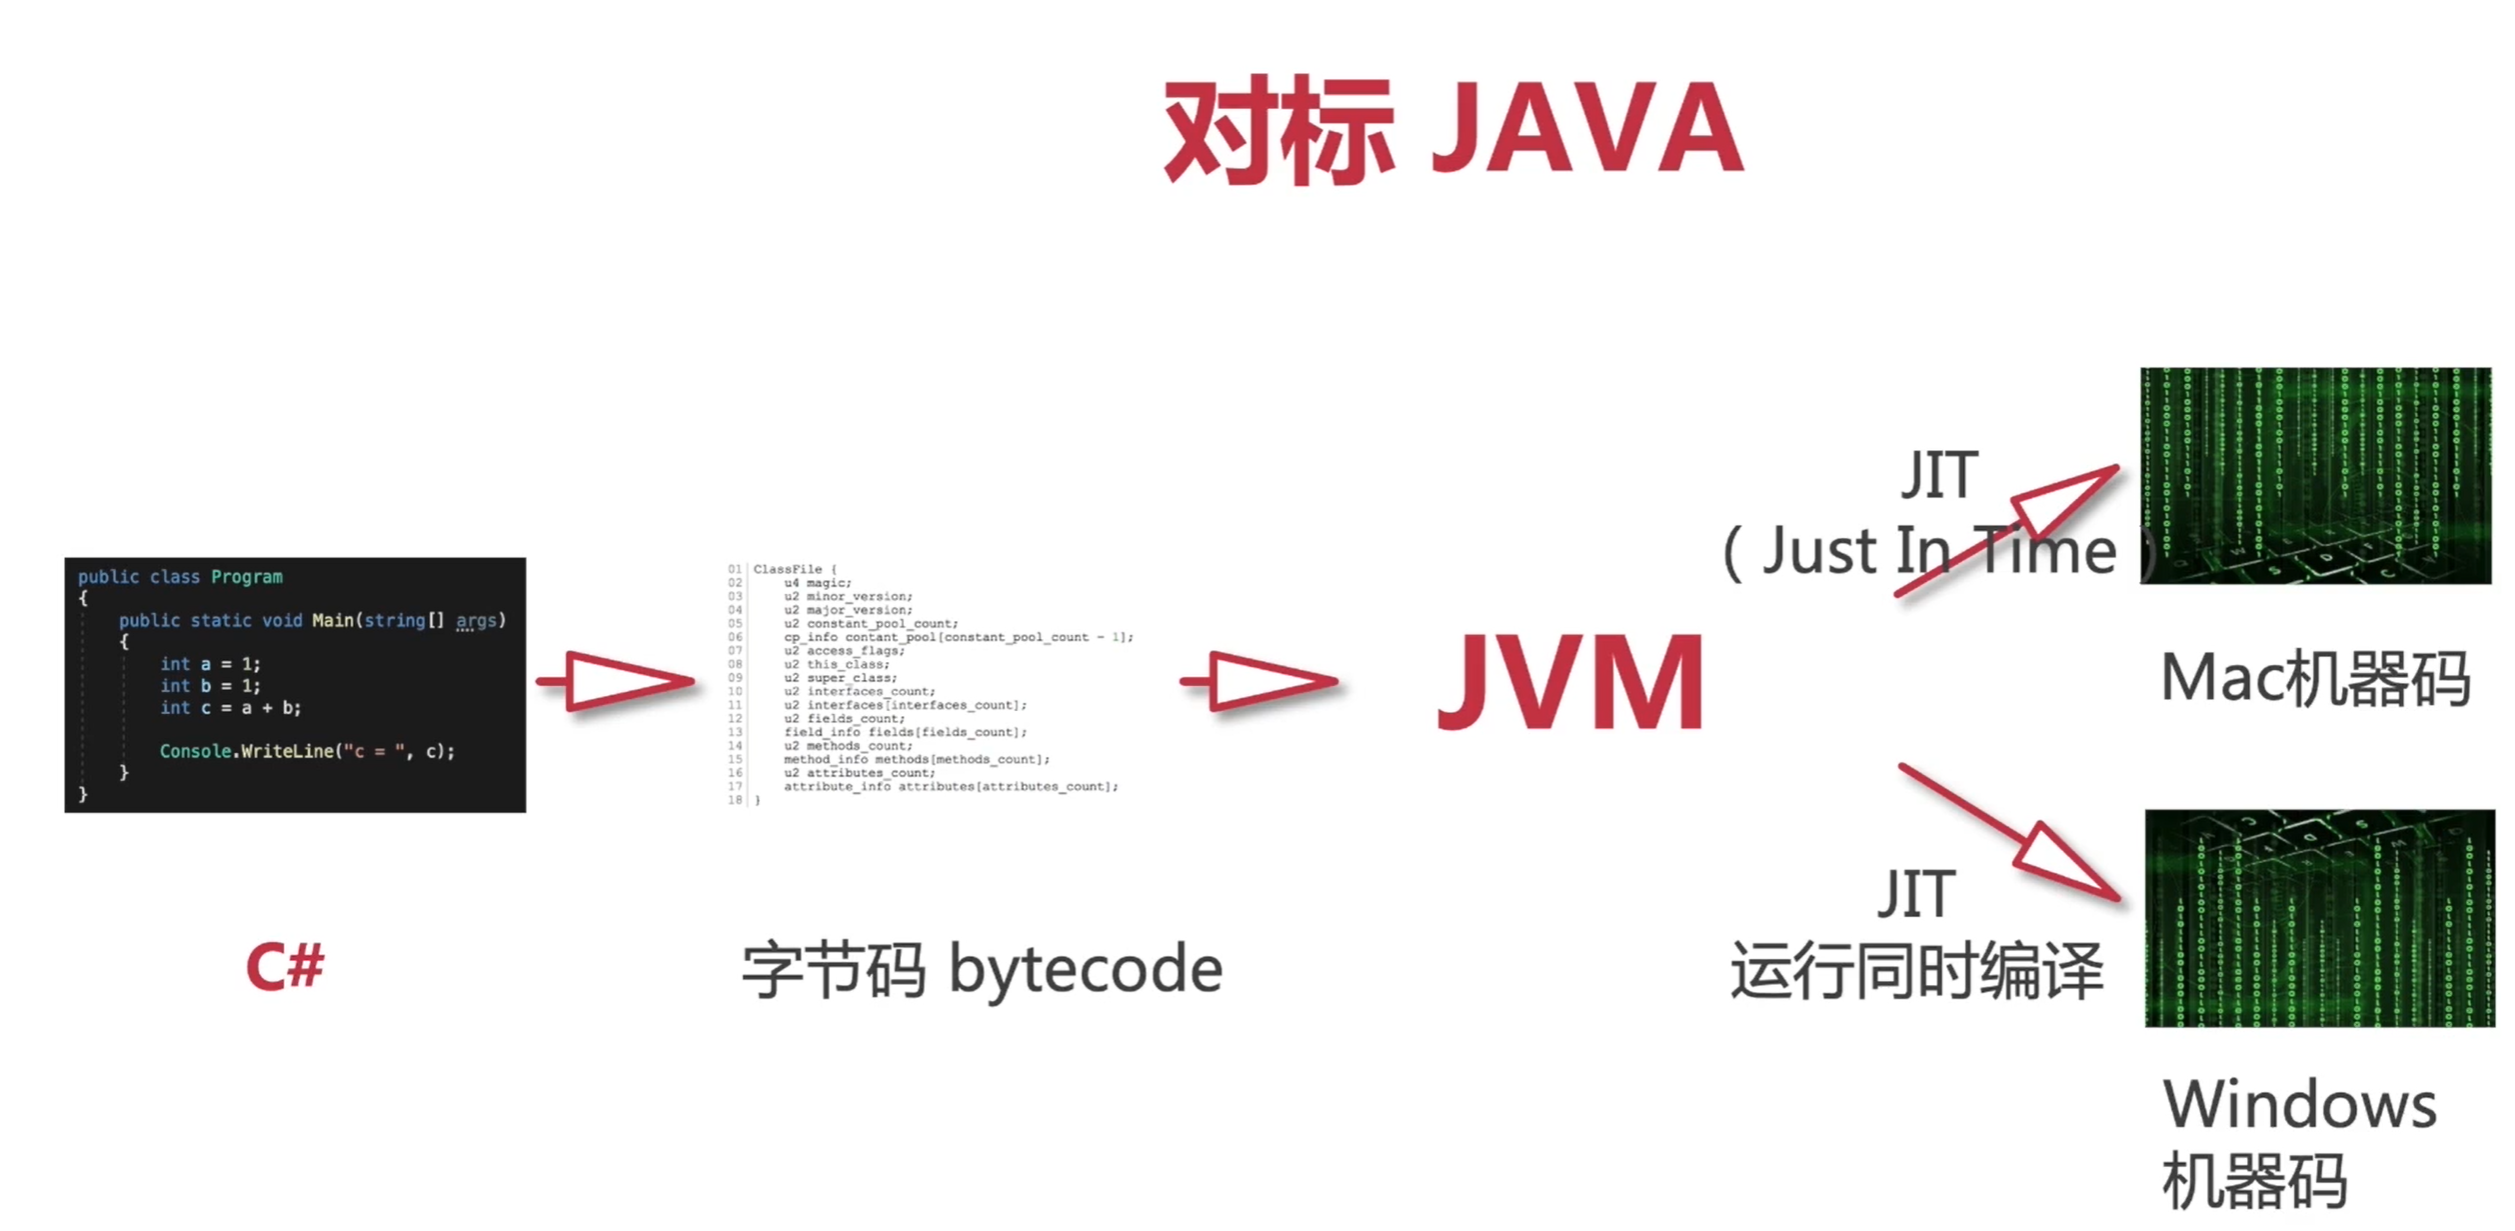 对标 JAVA
public class Program
{
public static void Main(string[] args)
{
int a = 1;
int b = 1;
int c = a + b;
Console.WriteLine("c = ", c);
}
}
C#
01 ClassFile {
02 u4 magic;
03 u2 minor_version;
04 u2 major_version;
05 u2 constant_pool_count;
06 cp_info contant_pool[constant_pool_count - 1];
07 u2 access_flags;
08 u2 this_class;
09 u2 super_class;
10 u2 interfaces_count;
11 u2 interfaces[interfaces_count];
12 u2 fields_count;
13 field_info fields[fields_count];
14 u2 methods_count;
15 method_info methods[methods_count];
16 u2 attributes_count;
17 attribute_info attributes[attributes_count];
18 }
字节码 bytecode
JVM
JIT
( Just In Time )
Mac机器码
JIT
运行同时编译
Windows
机器码